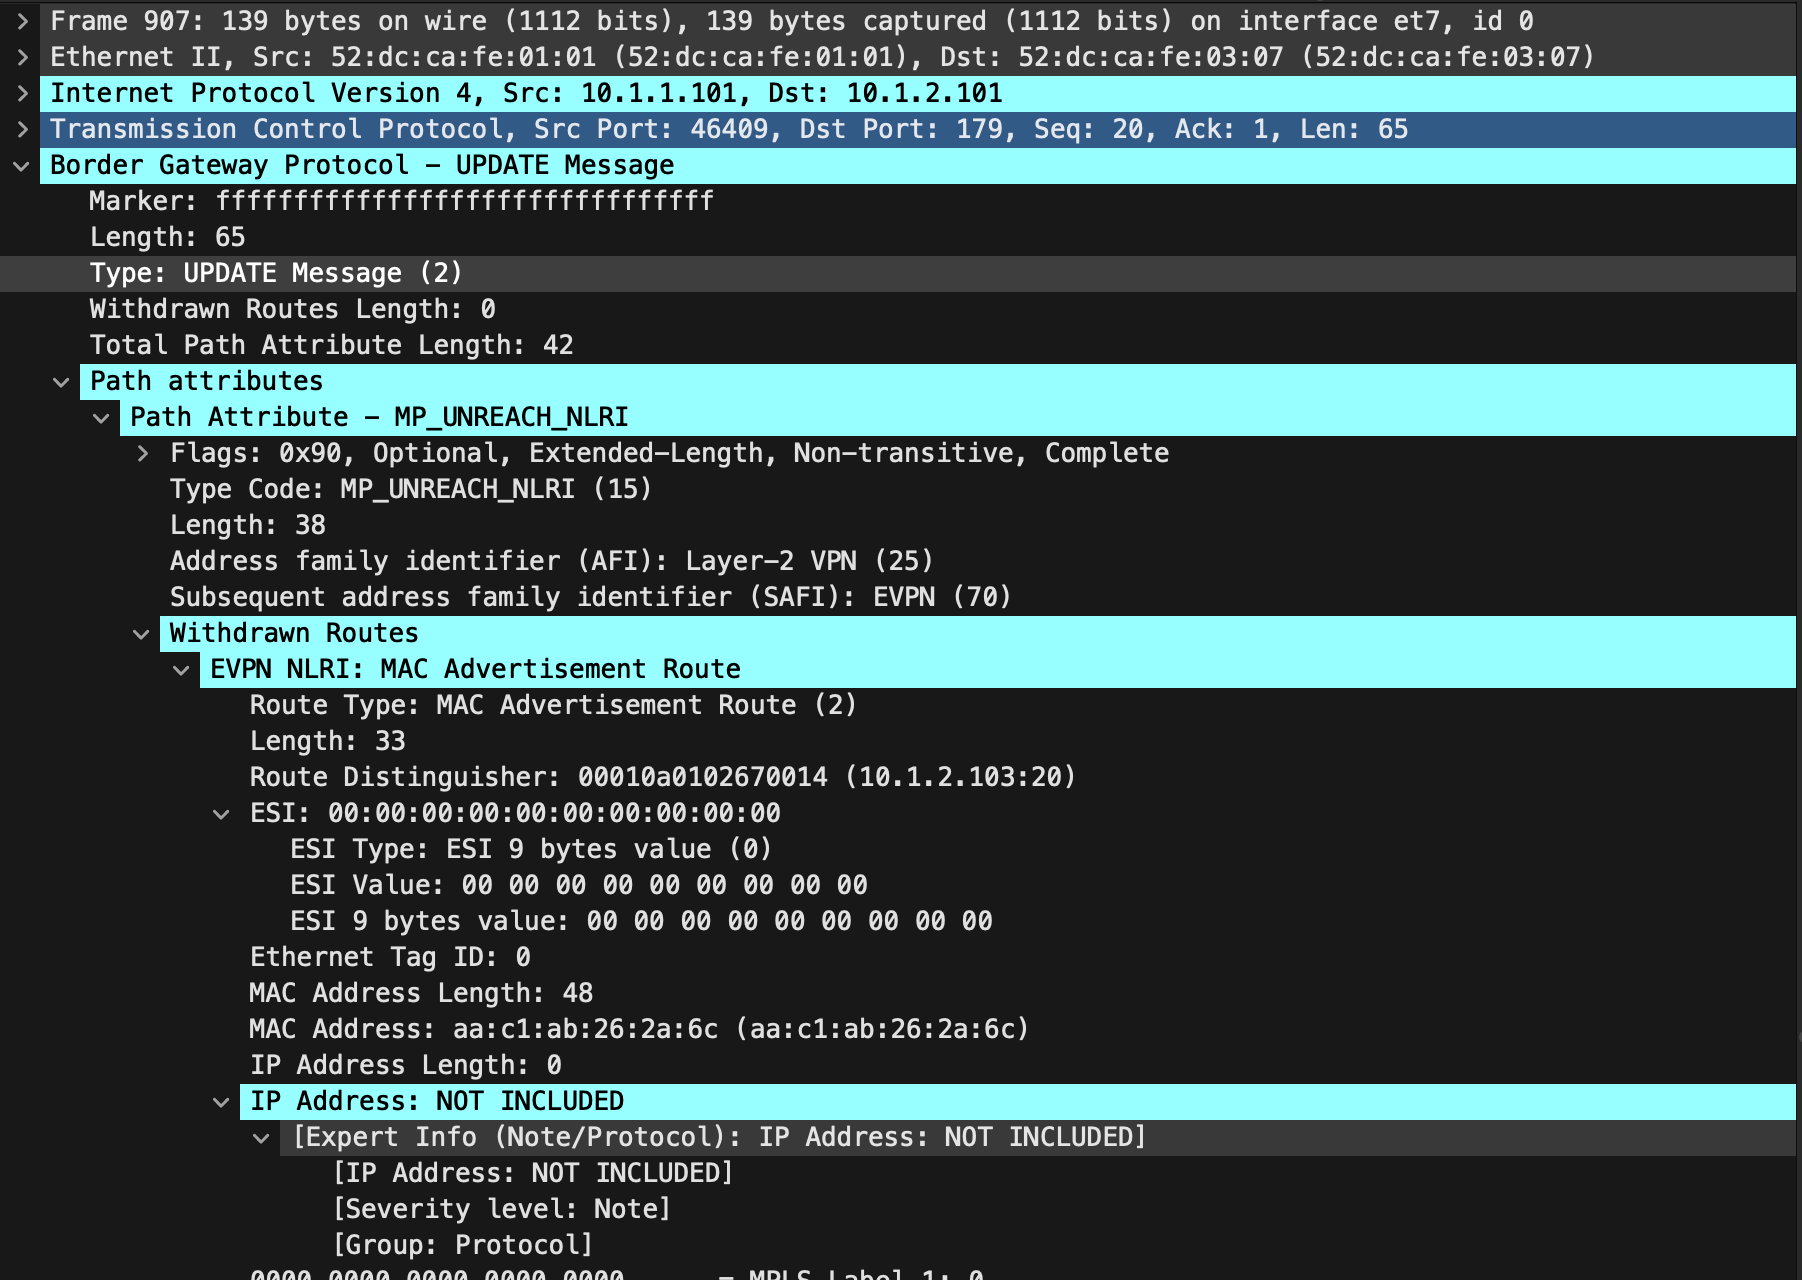 Frame 907: 139 bytes on wire (1112 bits), 139 bytes captured (1112 bits) on interface et7, id 0
Ethernet II, Src: 52:dc:ca:fe:01:01 (52:dc:ca:fe:01:01), Dst: 52:dc:ca:fe:03:07 (52:dc:ca:fe:03:07)
Internet Protocol Version 4, Src: 10.1.1.101, Dst: 10.1.2.101
Transmission Control Protocol, Src Port: 46409, Dst Port: 179, Seq: 20, Ack: 1, Len: 65
Border Gateway Protocol – UPDATE Message
Marker: ffffffffffffffffffffffffffffffff
Length: 65
Type: UPDATE Message (2)
Withdrawn Routes Length: 0
Total Path Attribute Length: 42
Path attributes
Path Attribute – MP_UNREACH_NLRI
Flags: 0x90, Optional, Extended–Length, Non–transitive, Complete
Type Code: MP_UNREACH_NLRI (15)
Length: 38
Address family identifier (AFI): Layer–2 VPN (25)
Subsequent address family identifier (SAFI): EVPN (70)
Withdrawn Routes
EVPN NLRI: MAC Advertisement Route
Route Type: MAC Advertisement Route (2)
Length: 33
Route Distinguisher: 00010a0102670014 (10.1.2.103:20)
ESI: 00:00:00:00:00:00:00:00:00:00
ESI Type: ESI 9 bytes value (0)
ESI Value: 00 00 00 00 00 00 00 00 00
ESI 9 bytes value: 00 00 00 00 00 00 00 00 00
Ethernet Tag ID: 0
MAC Address Length: 48
MAC Address: aa:c1:ab:26:2a:6c (aa:c1:ab:26:2a:6c)
IP Address Length: 0
IP Address: NOT INCLUDED
[Expert Info (Note/Protocol): IP Address: NOT INCLUDED]
[IP Address: NOT INCLUDED]
[Severity level: Note]
[Group: Protocol]
0000 0000 0000 0000 0000 = MPLS Label 1: 0